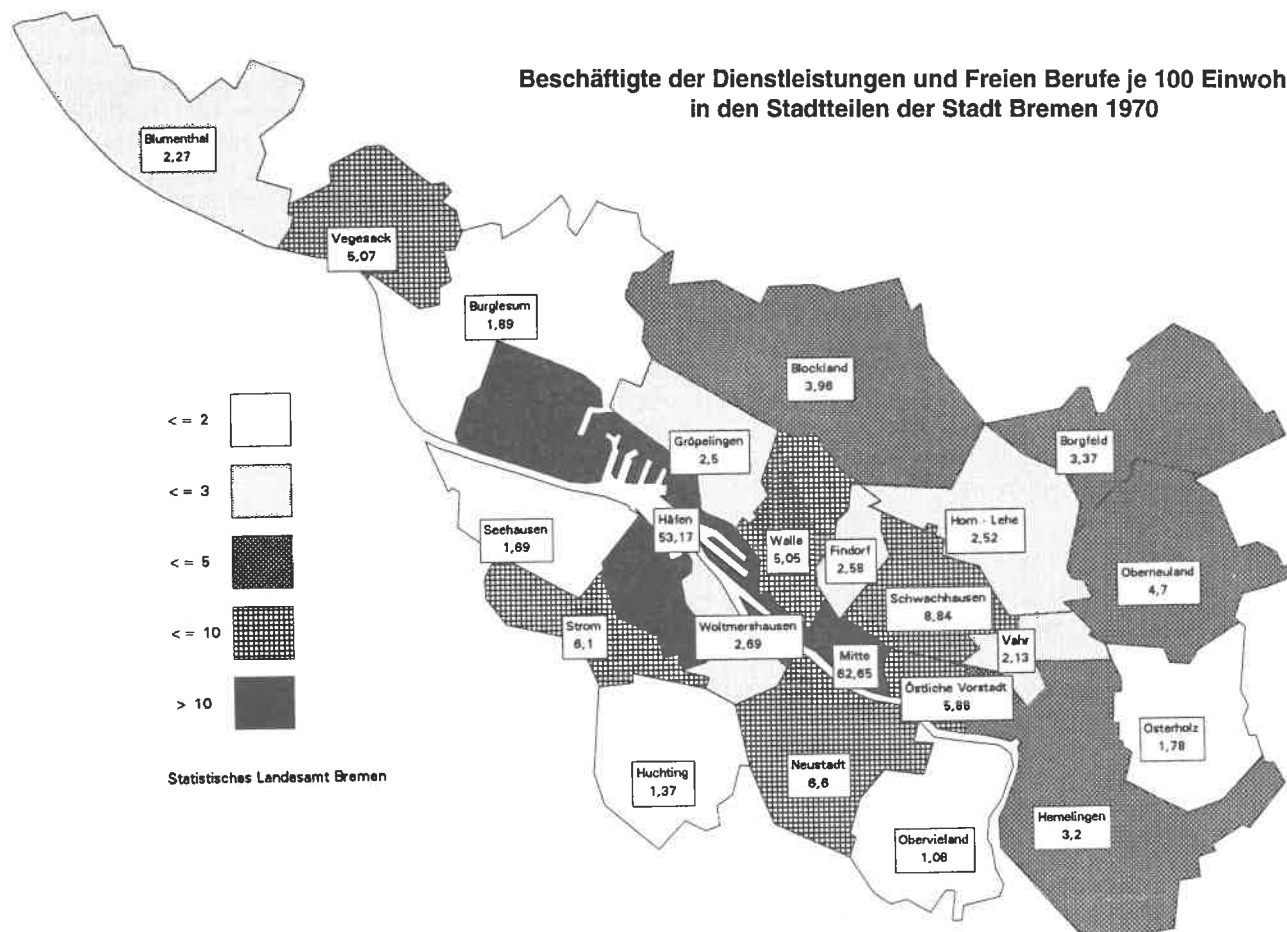 Beschäftigte der Dienstleistungen und Freien Berufe je 100 Einwoh
in den Stadtteilen der Stadt Bremen 1970
Blumenthal
2,27
Vegesack
5,07
Burglesum
1,89
Blockland
3,96
Borgfeld
3,37
Gröpelingen
2,5
< = 2
< = 3
< = 5
< = 10
> 10
Häfen
53,17
Seehausen
1,69
Walle
5,05
Findorf
2,58
Horn - Lehe
2,52
Oberneuland
4,7
Schwachhausen
8,84
Strom
6,1
Woltmershausen
2,69
Vahr
2,13
Mitte
62,65
Östliche Vorstadt
5,86
Osterholz
1,78
Huchting
1,37
Neustadt
6,6
Hemelingen
3,2
Obervieland
1,08
Statistisches Landesamt Bremen